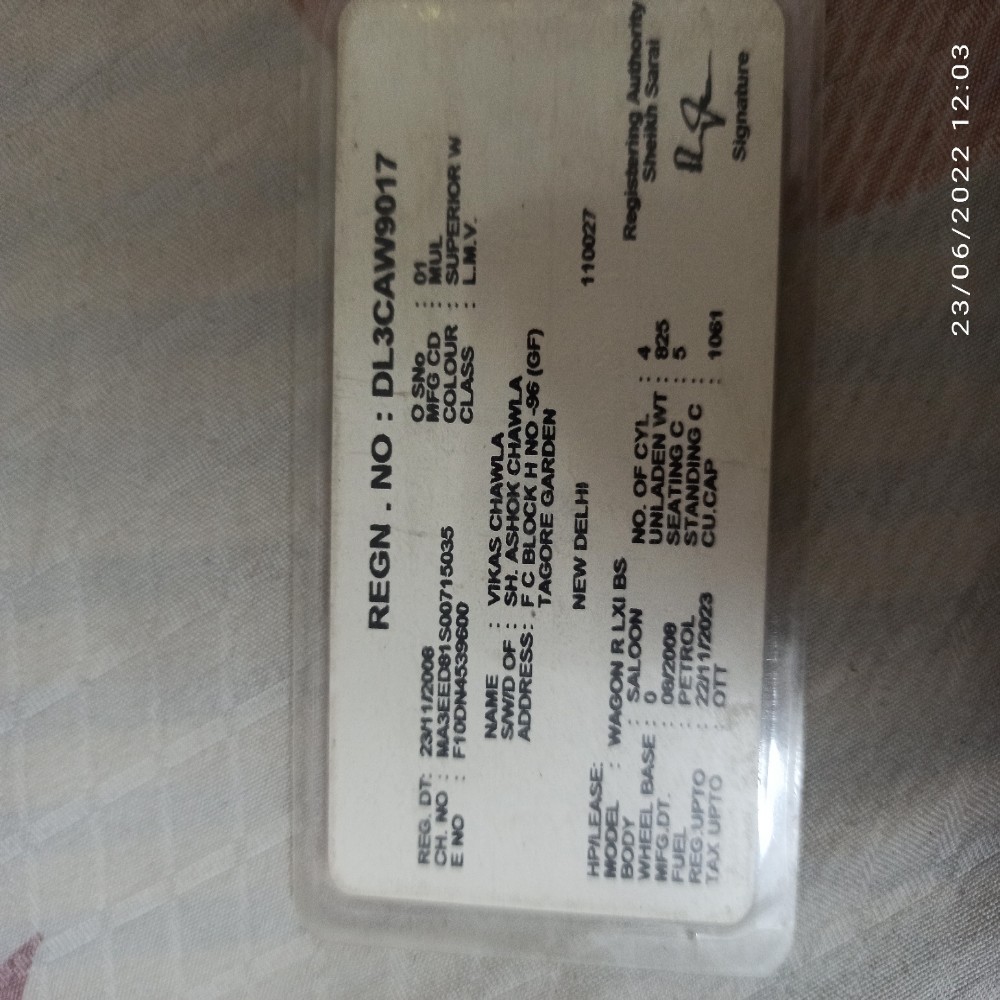 REGN . NO : DL3CAW9017
REG. DT: 23/11/2008 O SNo : 01
CH. NO : MA3EED81S00715035 MFG CD : MUL
E NO : F10DN4539600 COLOUR : SUPERIOR W
CLASS : L.M.V.
NAME : VIKAS CHAWLA
S/W/D OF : SH. ASHOK CHAWLA
ADDRESS: F C BLOCK H NO -96 (GF)
TAGORE GARDEN
NEW DELHI 110027
HP/LEASE:
MODEL : WAGON R LXI BS
BODY : SALOON NO. OF CYL : 4
WHEEL BASE : 0 UNLADEN WT : 825
MFG.DT. : 08/2008 SEATING C : 5
FUEL : PETROL STANDING C :
REG.UPTO : 22/11/2023 CU.CAP : 1061
TAX UPTO : OTT
Registering Authority
Sheikh Sarai
Signature
23/06/2022 12:03